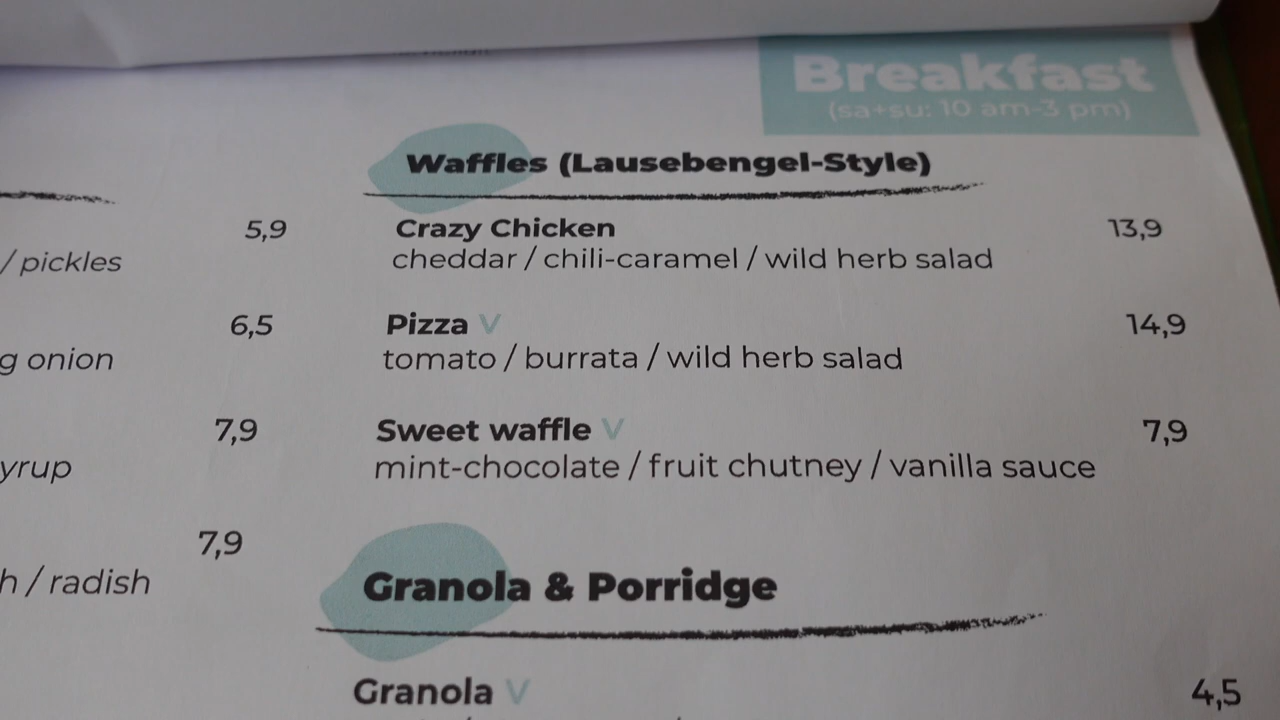 Breakfast
(sa+su: 10 am-3 pm)
5,9
/ pickles
6,5
g onion
7,9
yrup
7,9
h / radish
Waffles (Lausebengel-Style)
Crazy Chicken 13,9
cheddar / chili-caramel / wild herb salad
Pizza V 14,9
tomato / burrata / wild herb salad
Sweet waffle V 7,9
mint-chocolate / fruit chutney / vanilla sauce
Granola & Porridge
Granola V 4,5